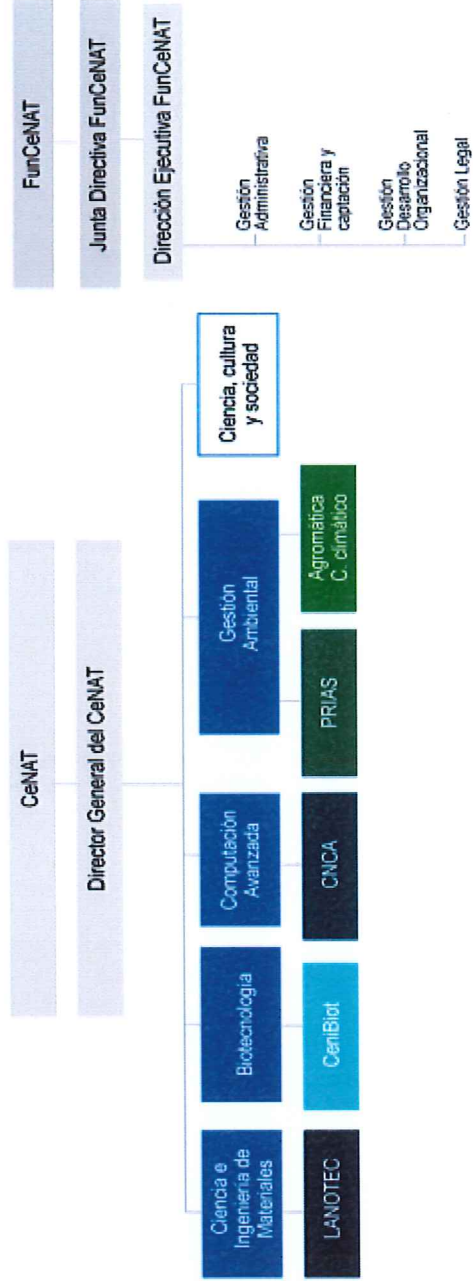 CeNAT
Director General del CeNAT
Ciencia e
Ingeniería de
Materiales
Biotecnología
Computación
Avanzada
Gestión
Ambiental
Ciencia, cultura
y sociedad
LANOTEC
CeniBiot
CNCA
PRIAS
Agromática
C. climático
FunCeNAT
Junta Directiva FunCeNAT
Dirección Ejecutiva FunCeNAT
Gestión
Administrativa
Gestión
Financiera y
captación
Gestión
Desarrollo
Organizacional
Gestión Legal